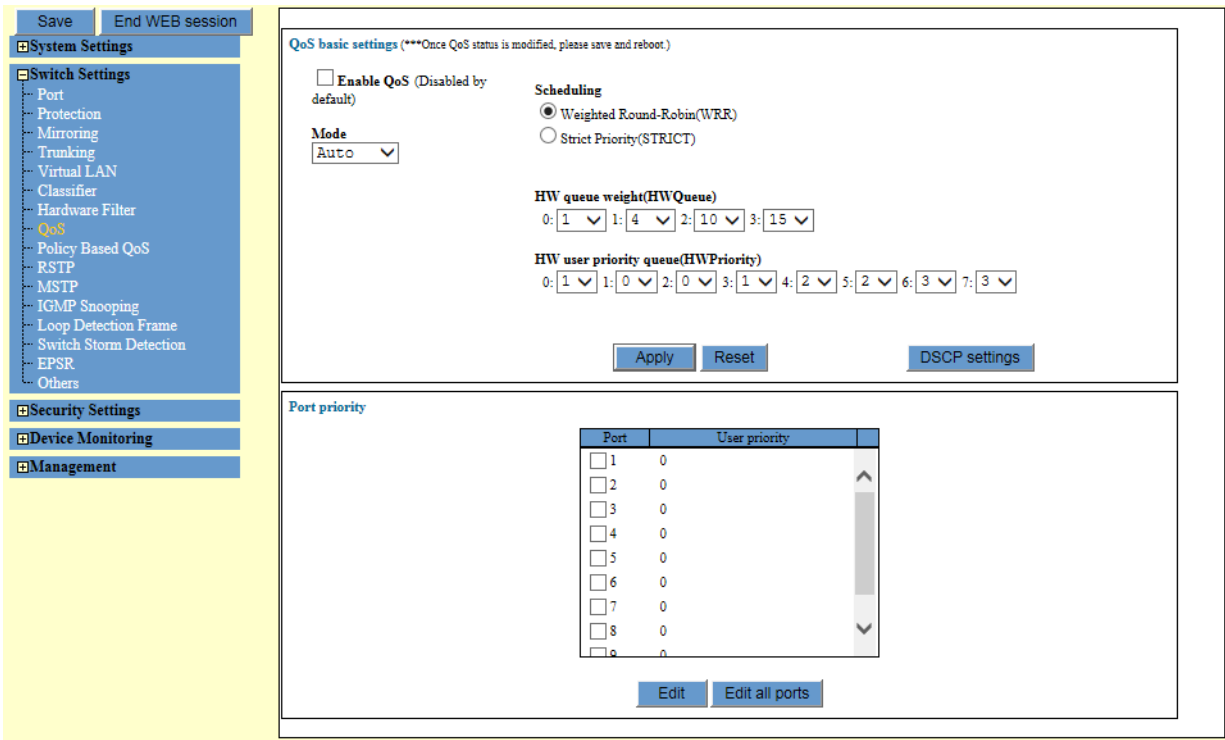 Save End WEB session
System Settings
Switch Settings
Port
Protection
Mirroring
Trunking
Virtual LAN
Classifier
Hardware Filter
QoS
Policy Based QoS
RSTP
MSTP
IGMP Snooping
Loop Detection Frame
Switch Storm Detection
EPSR
Others
Security Settings
Device Monitoring
Management
QoS basic settings (***Once QoS status is modified, please save and reboot.)
Enable QoS (Disabled by
default)
Mode
Auto
Scheduling
Weighted Round-Robin(WRR)
Strict Priority(STRICT)
HW queue weight(HWQueue)
0: 1 1: 4 2: 10 3: 15
HW user priority queue(HWPriority)
0: 1 1: 0 2: 0 3: 1 4: 2 5: 2 6: 3 7: 3
Apply Reset DSCP settings
Port priority
Port User priority
1 0
2 0
3 0
4 0
5 0
6 0
7 0
8 0
9 0
Edit Edit all ports